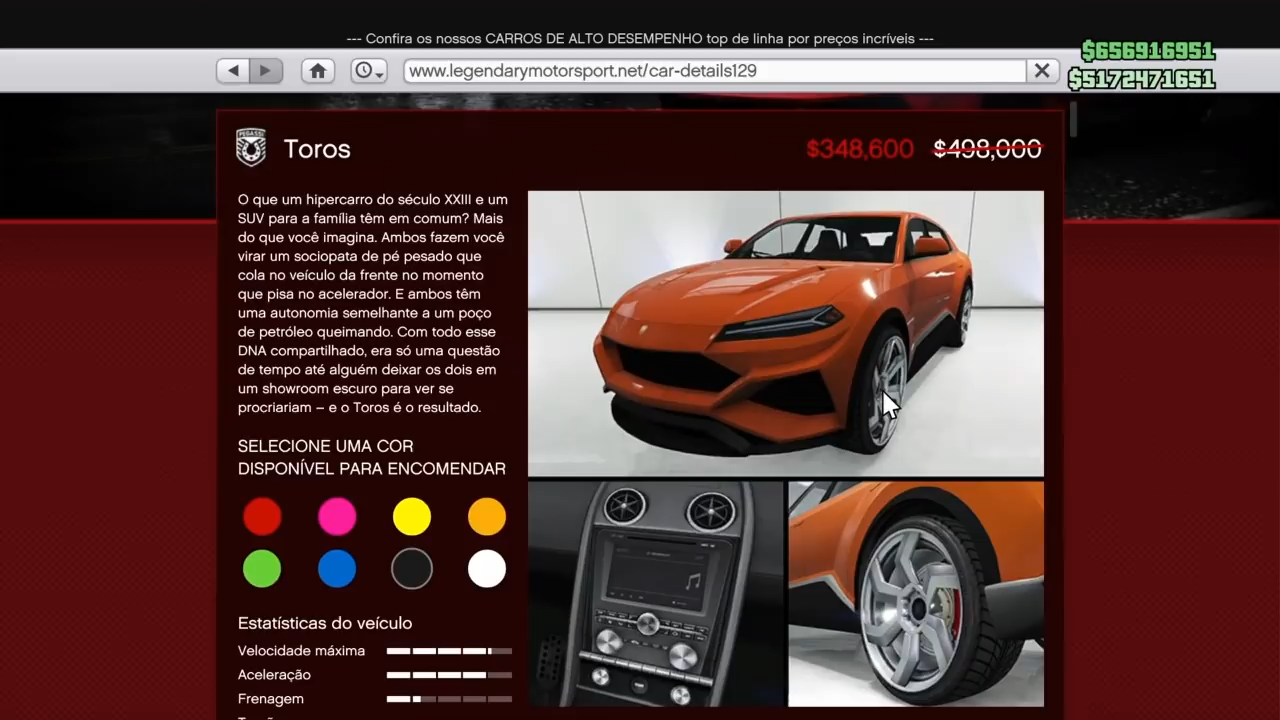 --- Confira os nossos CARROS DE ALTO DESEMPENHO top de linha por preços incríveis ---
$656916951
www.legendarymotorsport.net/car-details129
$5172471651
PEGASSI
Toros
$348,600 $498,000
O que um hipercarro do século XXIII e um
SUV para a família têm em comum? Mais
do que você imagina. Ambos fazem você
virar um sociopata de pé pesado que
cola no veículo da frente no momento
que pisa no acelerador. E ambos têm
uma autonomia semelhante a um poço
de petróleo queimando. Com todo esse
DNA compartilhado, era só uma questão
de tempo até alguém deixar os dois em
um showroom escuro para ver se
procriariam – e o Toros é o resultado.
SELECIONE UMA COR
DISPONÍVEL PARA ENCOMENDAR
Estatísticas do veículo
Velocidade máxima
Aceleração
Frenagem